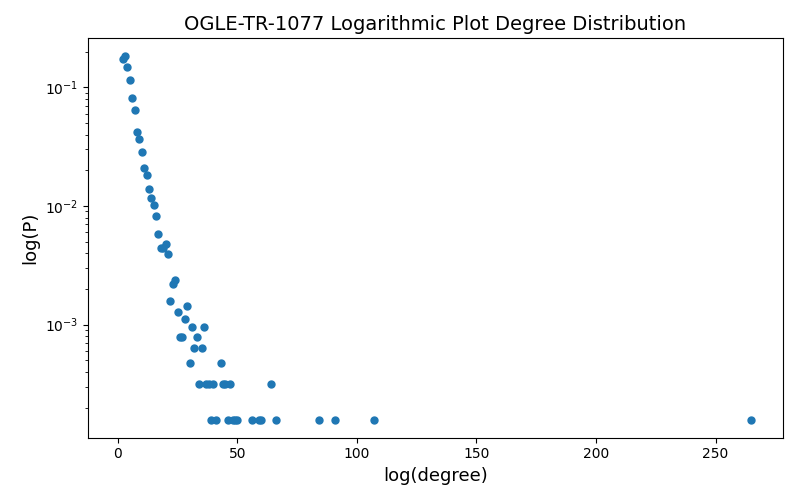 OGLE-TR-1077 Logarithmic Plot Degree Distribution
10⁻¹
10⁻²
10⁻³
log(P)
0 50 100 150 200 250
log(degree)